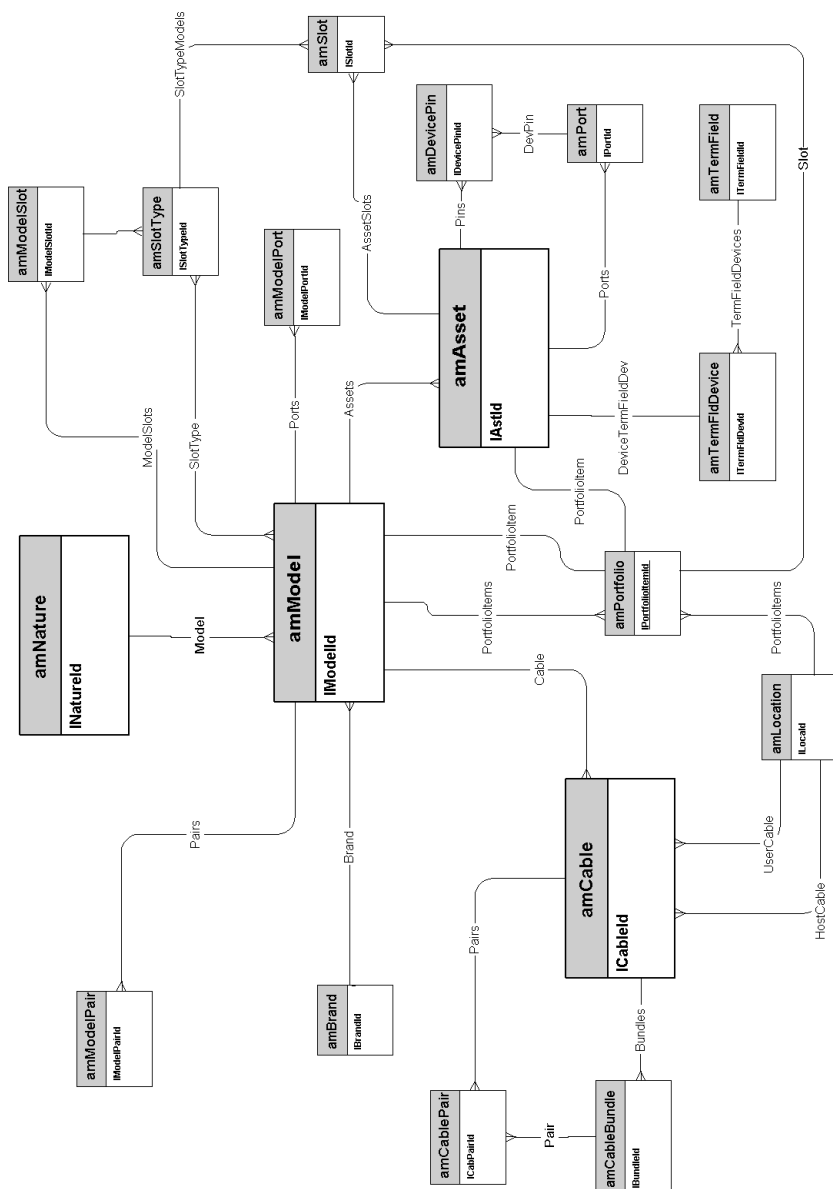 amNature
lNatureId
amModel
lModelId
amAsset
lAstId
amCable
lCableId
amModelSlot
lModelSlotId
amSlotType
lSlotTypeId
amSlot
lSlotId
amModelPort
lModelPortId
amDevicePin
lDevicePinId
amPort
lPortId
amTermField
lTermFieldId
amTermFldDevice
lTermFldDevId
amPortfolio
lPortfolioItemId
amLocation
lLocaId
amModelPair
lModelPairId
amBrand
lBrandId
amCablePair
lCabPairId
amCableBundle
lBundleId
SlotTypeModels
ModelSlots
SlotType
Ports
Assets
AssetSlots
Pins
DevPin
Ports
Slot
TermFieldDevices
DeviceTermFieldDev
PortfolioItem
PortfolioItem
PortfolioItems
PortfolioItems
Model
Pairs
Brand
Cable
UserCable
HostCable
Pairs
Bundles
Pair